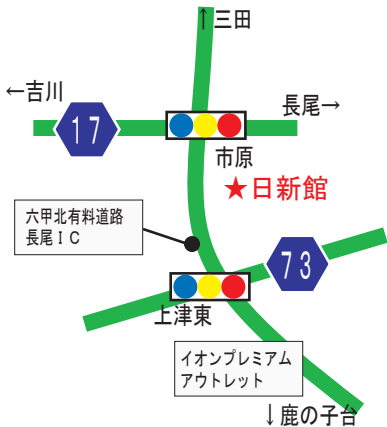 ↑三田
←吉川
長尾→
17
市原
★日新館
六甲北有料道路
長尾IC
73
上津東
イオンプレミアム
アウトレット
↓鹿の子台